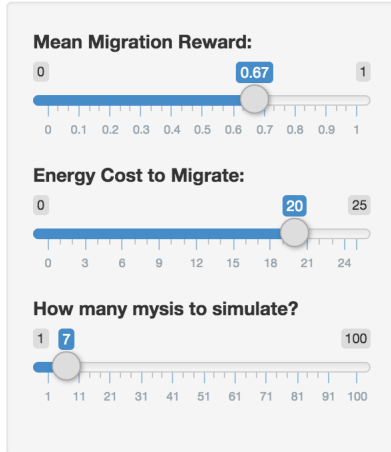 Mean Migration Reward:
0 0.67 1
0 0.1 0.2 0.3 0.4 0.5 0.6 0.7 0.8 0.9 1
Energy Cost to Migrate:
0 20 25
0 3 6 9 12 15 18 21 24
How many mysis to simulate?
1 7 100
1 11 21 31 41 51 61 71 81 91 100